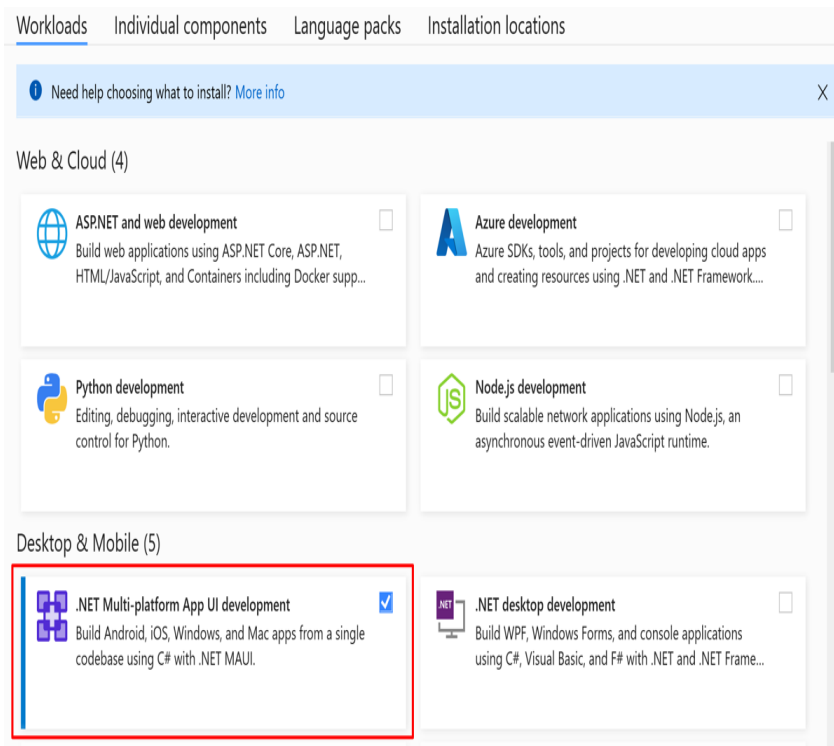 Workloads Individual components Language packs Installation locations
Need help choosing what to install? More info
Web & Cloud (4)
ASP.NET and web development
Build web applications using ASP.NET Core, ASP.NET,
HTML/JavaScript, and Containers including Docker supp...
Azure development
Azure SDKs, tools, and projects for developing cloud apps
and creating resources using .NET and .NET Framework....
Python development
Editing, debugging, interactive development and source
control for Python.
JS
Node.js development
Build scalable network applications using Node.js, an
asynchronous event-driven JavaScript runtime.
Desktop & Mobile (5)
.NET Multi-platform App UI development
Build Android, iOS, Windows, and Mac apps from a single
codebase using C# with .NET MAUI.
.NET
.NET desktop development
Build WPF, Windows Forms, and console applications
using C#, Visual Basic, and F# with .NET and .NET Frame...